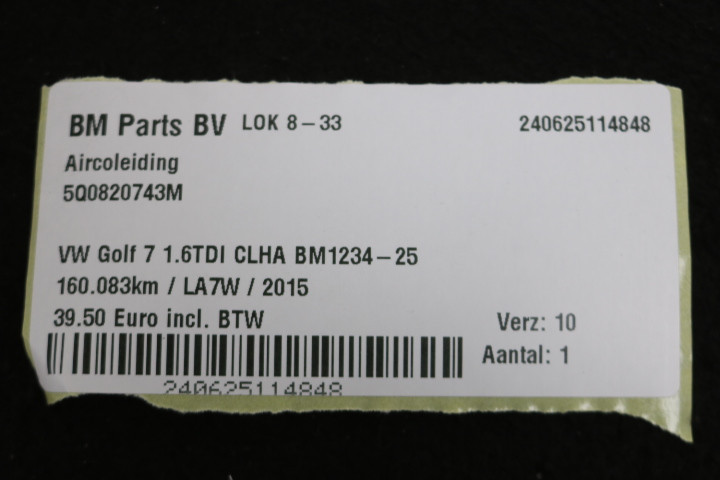 BM Parts BV LOK 8-33 240625114848
Aircoleiding
5Q0820743M
VW Golf 7 1.6TDI CLHA BM1234-25
160.083km / LA7W / 2015
39.50 Euro incl. BTW Verz: 10
Aantal: 1
240625114848